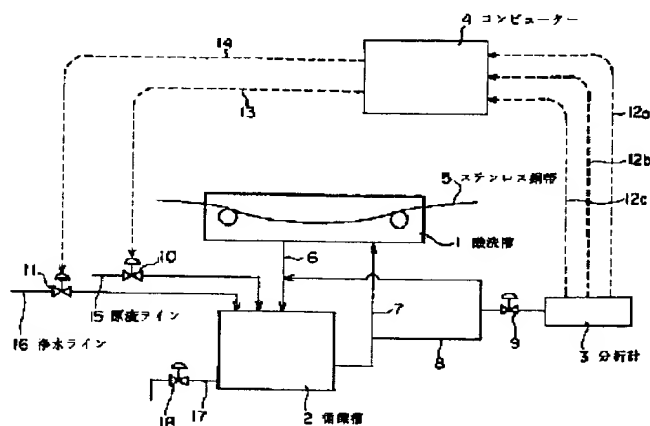 4 コンピューター
14
13
12a
12b
12c
5 ステンレス鋼帯
10
6
1 酸洗槽
11
15 原液ライン
7
16 浄水ライン
9
8
3 分析計
18
17
2 循環槽